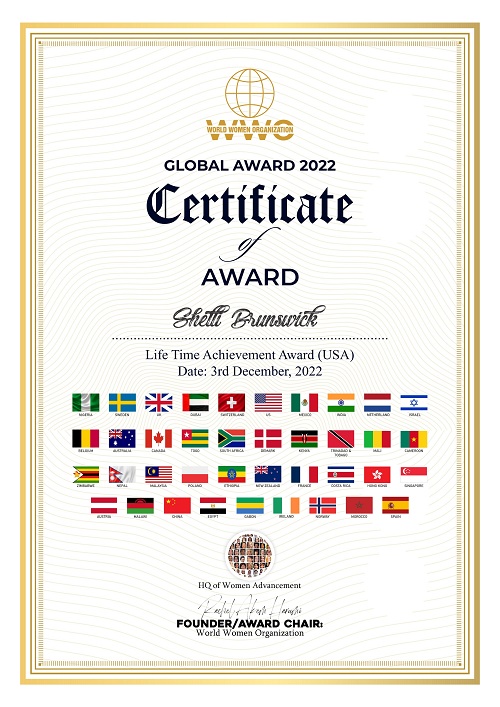 WWO
WORLD WOMEN ORGANIZATION
GLOBAL AWARD 2022
Certificate
of
AWARD
Shelli Brunswick
Life Time Achievement Award (USA)
Date: 3rd December, 2022
NIGERIA SWEDEN UK DUBAI SWITZERLAND US MEXICO INDIA NETHERLAND ISRAEL
BELGIUM AUSTRALIA CANADA TOGO SOUTH AFRICA DEMARK KENYA TRINIDAD & TOBAGO MALI CAMEROON
ZIMBABWE NEPAL MALAYSIA POLAND ETHIOPIA NEW ZEALAND FRANCE COSTA RICA HONG KONG SINGAPORE
AUSTRIA MALAWI CHINA EGYPT GABON IRELAND NORWAY MOROCCO SPAIN
HQ of Women Advancement
FOUNDER/AWARD CHAIR:
World Women Organization